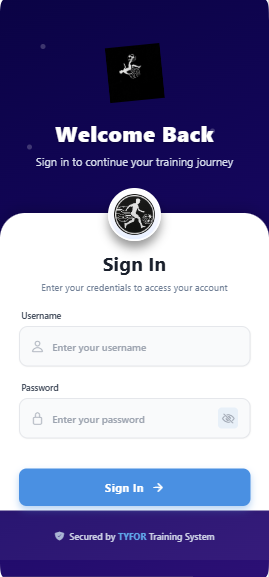 Welcome Back
Sign in to continue your training journey
Sign In
Enter your credentials to access your account
Username
Enter your username
Password
Enter your password
Sign In
Secured by TYFOR Training System